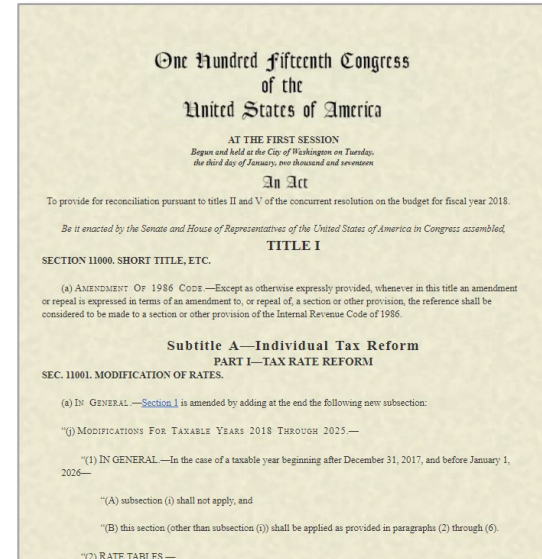 One Hundred Fifteenth Congress
of the
United States of America
AT THE FIRST SESSION
Begun and held at the City of Washington on Tuesday,
the third day of January, two thousand and seventeen
An Act
To provide for reconciliation pursuant to titles II and V of the concurrent resolution on the budget for fiscal year 2018.
Be it enacted by the Senate and House of Representatives of the United States of America in Congress assembled,
TITLE I
SECTION 11000. SHORT TITLE, ETC.
(a) AMENDMENT OF 1986 CODE.—Except as otherwise expressly provided, whenever in this title an amendment
or repeal is expressed in terms of an amendment to, or repeal of, a section or other provision, the reference shall be
considered to be made to a section or other provision of the Internal Revenue Code of 1986.
Subtitle A—Individual Tax Reform
PART I—TAX RATE REFORM
SEC. 11001. MODIFICATION OF RATES.
(a) IN GENERAL.—Section 1 is amended by adding at the end the following new subsection:
“(j) MODIFICATIONS FOR TAXABLE YEARS 2018 THROUGH 2025.—
“(1) IN GENERAL.—In the case of a taxable year beginning after December 31, 2017, and before January 1,
2026—
“(A) subsection (i) shall not apply, and
“(B) this section (other than subsection (i)) shall be applied as provided in paragraphs (2) through (6).
“(2) RATE TABLES.—